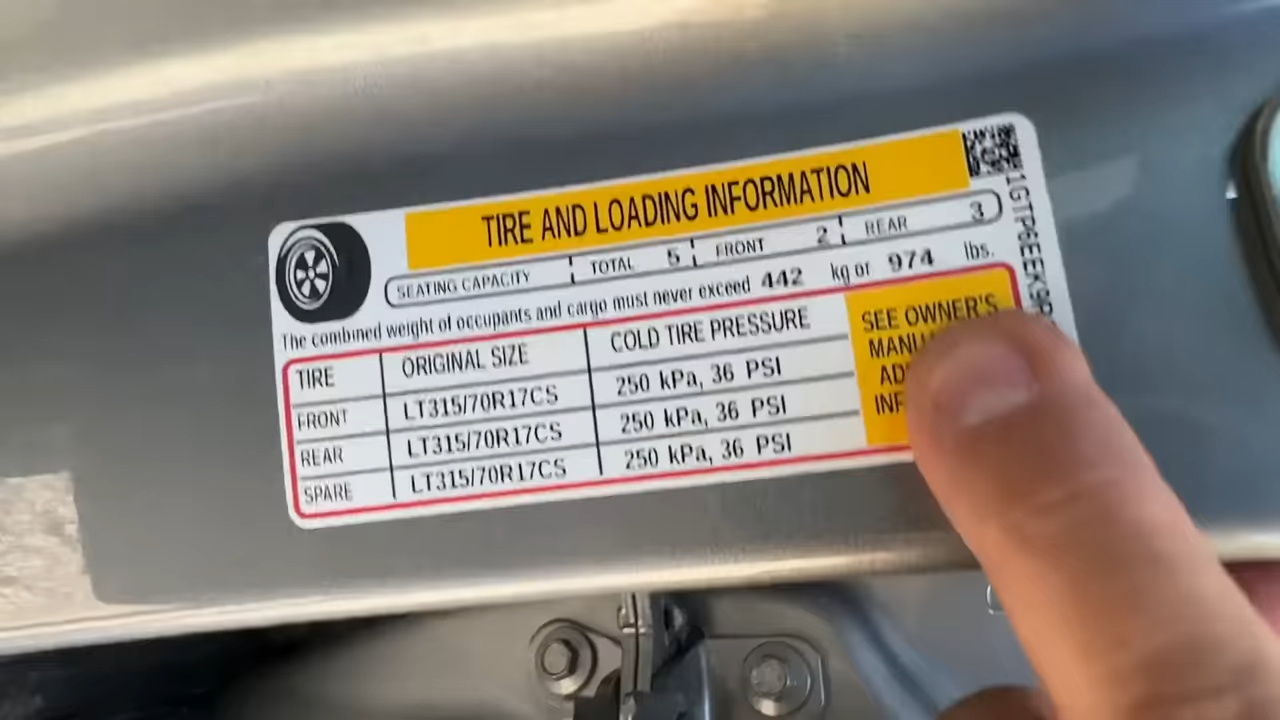 TIRE AND LOADING INFORMATION
SEATING CAPACITY TOTAL 5 FRONT 2 REAR 3
The combined weight of occupants and cargo must never exceed 442 kg or 974 lbs.
TIRE ORIGINAL SIZE COLD TIRE PRESSURE
FRONT LT315/70R17CS 250 kPa, 36 PSI
REAR LT315/70R17CS 250 kPa, 36 PSI
SPARE LT315/70R17CS 250 kPa, 36 PSI
SEE OWNER'S